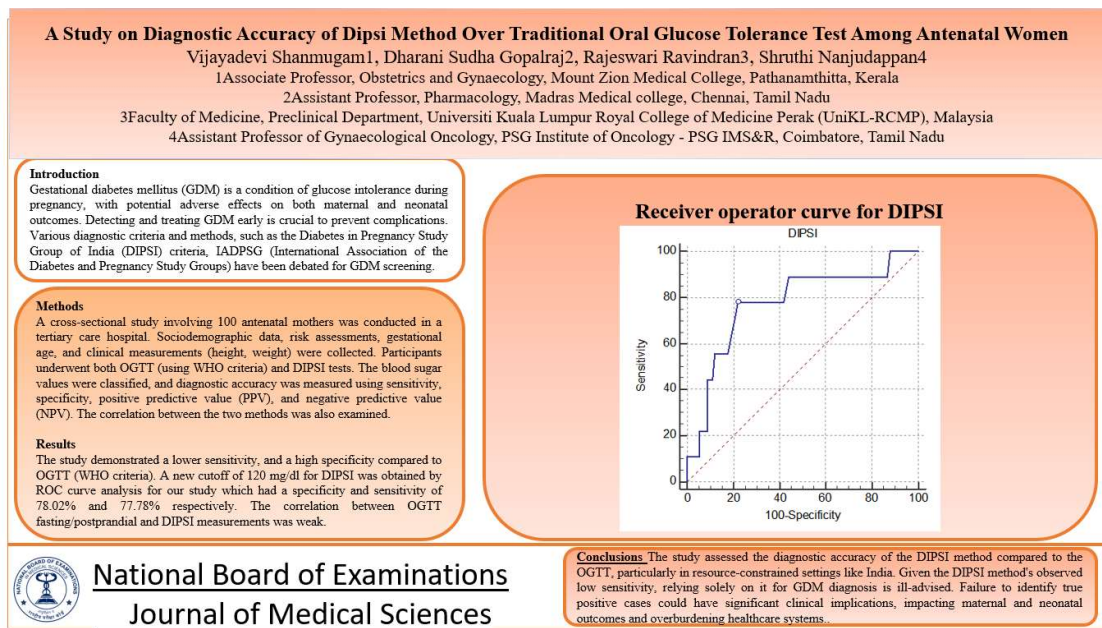 A Study on Diagnostic Accuracy of Dipsi Method Over Traditional Oral Glucose Tolerance Test Among Antenatal Women
Vijayadevi Shanmugam1, Dharani Sudha Gopalraj2, Rajeswari Ravindran3, Shruthi Nanjudappan4
1Associate Professor, Obstetrics and Gynaecology, Mount Zion Medical College, Pathanamthitta, Kerala
2Assistant Professor, Pharmacology, Madras Medical college, Chennai, Tamil Nadu
3Faculty of Medicine, Preclinical Department, Universiti Kuala Lumpur Royal College of Medicine Perak (UniKL-RCMP), Malaysia
4Assistant Professor of Gynaecological Oncology, PSG Institute of Oncology - PSG IMS&R, Coimbatore, Tamil Nadu
Introduction
Gestational diabetes mellitus (GDM) is a condition of glucose intolerance during
pregnancy, with potential adverse effects on both maternal and neonatal
outcomes. Detecting and treating GDM early is crucial to prevent complications.
Various diagnostic criteria and methods, such as the Diabetes in Pregnancy Study
Group of India (DIPSI) criteria, IADPSG (International Association of the
Diabetes and Pregnancy Study Groups) have been debated for GDM screening.
Methods
A cross-sectional study involving 100 antenatal mothers was conducted in a
tertiary care hospital. Sociodemographic data, risk assessments, gestational
age, and clinical measurements (height, weight) were collected. Participants
underwent both OGTT (using WHO criteria) and DIPSI tests. The blood sugar
values were classified, and diagnostic accuracy was measured using sensitivity,
specificity, positive predictive value (PPV), and negative predictive value
(NPV). The correlation between the two methods was also examined.
Results
The study demonstrated a lower sensitivity, and a high specificity compared to
OGTT (WHO criteria). A new cutoff of 120 mg/dl for DIPSI was obtained by
ROC curve analysis for our study which had a specificity and sensitivity of
78.02% and 77.78% respectively. The correlation between OGTT
fasting/postprandial and DIPSI measurements was weak.
Receiver operator curve for DIPSI
DIPSI
100
80
60
40
20
0
Sensitivity
0 20 40 60 80 100
100-Specificity
National Board of Examinations
Journal of Medical Sciences
Conclusions The study assessed the diagnostic accuracy of the DIPSI method compared to the
OGTT, particularly in resource-constrained settings like India. Given the DIPSI method's observed
low sensitivity, relying solely on it for GDM diagnosis is ill-advised. Failure to identify true
positive cases could have significant clinical implications, impacting maternal and neonatal
outcomes and overburdening healthcare systems..